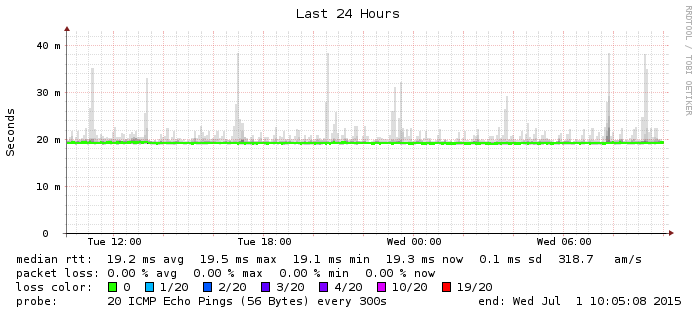 Last 24 Hours
RRDTOOL / TOBI OETIKER
Seconds
40 m
30 m
20 m
10 m
0
Tue 12:00 Tue 18:00 Wed 00:00 Wed 06:00
median rtt: 19.2 ms avg 19.5 ms max 19.1 ms min 19.3 ms now 0.1 ms sd 318.7 am/s
packet loss: 0.00 % avg 0.00 % max 0.00 % min 0.00 % now
loss color: 0 1/20 2/20 3/20 4/20 10/20 19/20
probe: 20 ICMP Echo Pings (56 Bytes) every 300s end: Wed Jul 1 10:05:08 2015